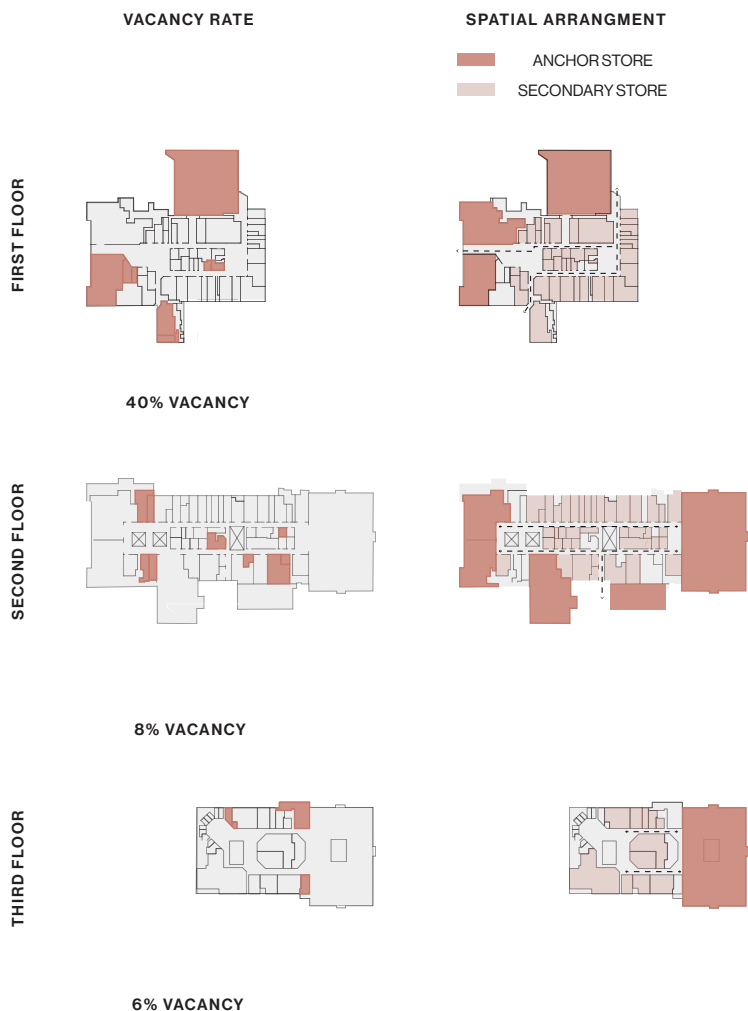 VACANCY RATE
SPATIAL ARRANGMENT
ANCHOR STORE
SECONDARY STORE
FIRST FLOOR
40% VACANCY
SECOND FLOOR
8% VACANCY
THIRD FLOOR
6% VACANCY